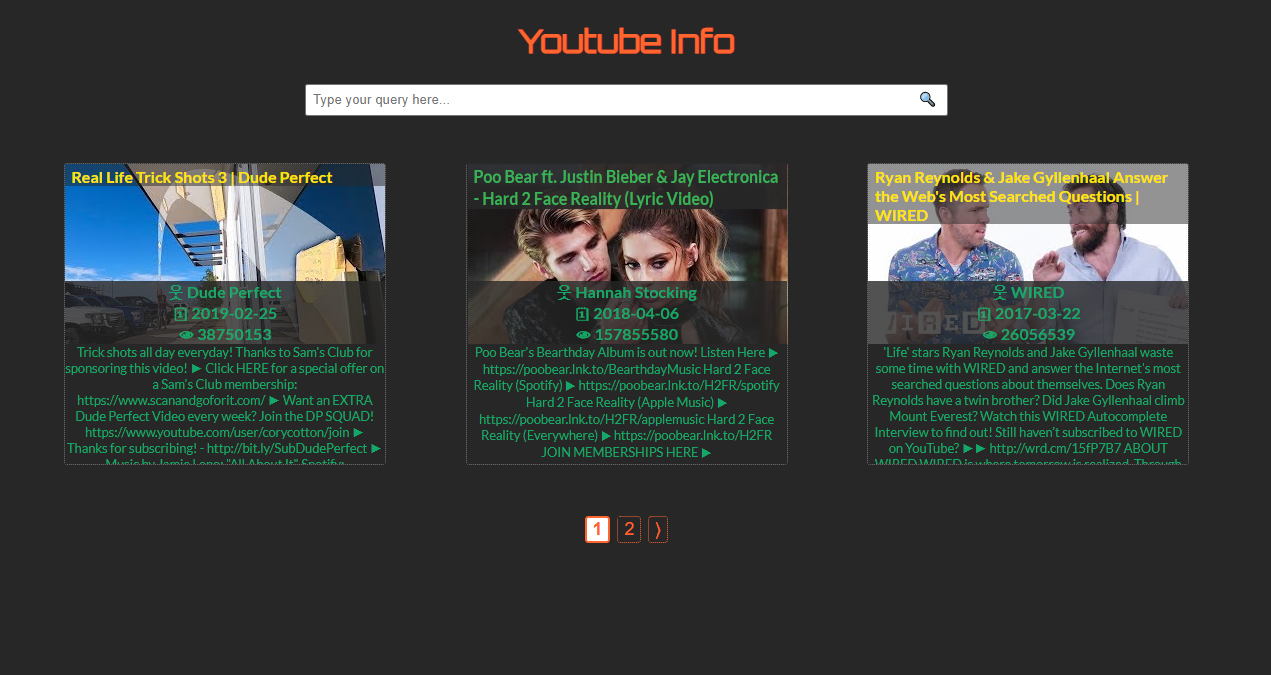 Youtube Info
Type your query here...
Real Life Trick Shots 3 | Dude Perfect
Dude Perfect
2019-02-25
38750153
Trick shots all day everyday! Thanks to Sam's Club for
sponsoring this video! ► Click HERE for a special offer on
a Sam's Club membership:
https://www.scanandgoforit.com/ ► Want an EXTRA
Dude Perfect Video every week? Join the DP SQUAD!
https://www.youtube.com/user/corycotton/join ►
Thanks for subscribing! - http://bit.ly/SubDudePerfect ►
Music by Jamie Lono: "All About It" Spotify:
Poo Bear ft. Justin Bieber & Jay Electronica
- Hard 2 Face Reality (Lyric Video)
Hannah Stocking
2018-04-06
157855580
Poo Bear's Bearthday Album is out now! Listen Here ►
https://poobear.lnk.to/BearthdayMusic Hard 2 Face
Reality (Spotify) ► https://poobear.lnk.to/H2FR/spotify
Hard 2 Face Reality (Apple Music) ►
https://poobear.lnk.to/H2FR/applemusic Hard 2 Face
Reality (Everywhere) ► https://poobear.lnk.to/H2FR
JOIN MEMBERSHIPS HERE ►
Ryan Reynolds & Jake Gyllenhaal Answer
the Web's Most Searched Questions |
WIRED
WIRED
WIRED
2017-03-22
26056539
'Life' stars Ryan Reynolds and Jake Gyllenhaal waste
some time with WIRED and answer the Internet's most
searched questions about themselves. Does Ryan
Reynolds have a twin brother? Did Jake Gyllenhaal climb
Mount Everest? Watch this WIRED Autocomplete
Interview to find out! Still haven't subscribed to WIRED
on YouTube? ►► http://wrd.cm/15fP7B7 ABOUT
WIRED WIRED is where tomorrow is realized. Through
1 2 ⟩